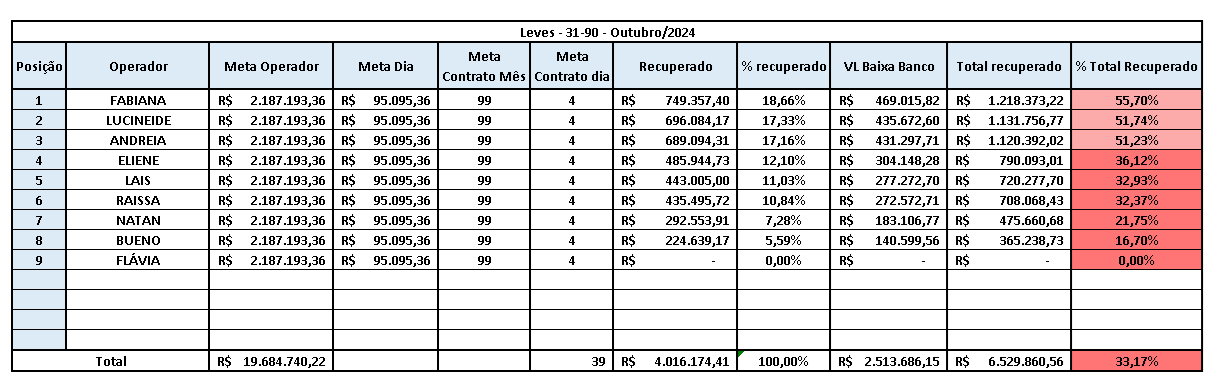 Leves - 31-90 - Outubro/2024
Posição Operador Meta Operador Meta Dia Meta Contrato Mês Meta Contrato dia Recuperado % recuperado VL Baixa Banco Total recuperado % Total Recuperado
1 FABIANA R$ 2.187.193,36 R$ 95.095,36 99 4 R$ 749.357,40 18,66% R$ 469.015,82 R$ 1.218.373,22 55,70%
2 LUCINEIDE R$ 2.187.193,36 R$ 95.095,36 99 4 R$ 696.084,17 17,33% R$ 435.672,60 R$ 1.131.756,77 51,74%
3 ANDREIA R$ 2.187.193,36 R$ 95.095,36 99 4 R$ 689.094,31 17,16% R$ 431.297,71 R$ 1.120.392,02 51,23%
4 ELIENE R$ 2.187.193,36 R$ 95.095,36 99 4 R$ 485.944,73 12,10% R$ 304.148,28 R$ 790.093,01 36,12%
5 LAIS R$ 2.187.193,36 R$ 95.095,36 99 4 R$ 443.005,00 11,03% R$ 277.272,70 R$ 720.277,70 32,93%
6 RAISSA R$ 2.187.193,36 R$ 95.095,36 99 4 R$ 435.495,72 10,84% R$ 272.572,71 R$ 708.068,43 32,37%
7 NATAN R$ 2.187.193,36 R$ 95.095,36 99 4 R$ 292.553,91 7,28% R$ 183.106,77 R$ 475.660,68 21,75%
8 BUENO R$ 2.187.193,36 R$ 95.095,36 99 4 R$ 224.639,17 5,59% R$ 140.599,56 R$ 365.238,73 16,70%
9 FLÁVIA R$ 2.187.193,36 R$ 95.095,36 99 4 R$ - 0,00% R$ - R$ - 0,00%
Total R$ 19.684.740,22 39 R$ 4.016.174,41 100,00% R$ 2.513.686,15 R$ 6.529.860,56 33,17%